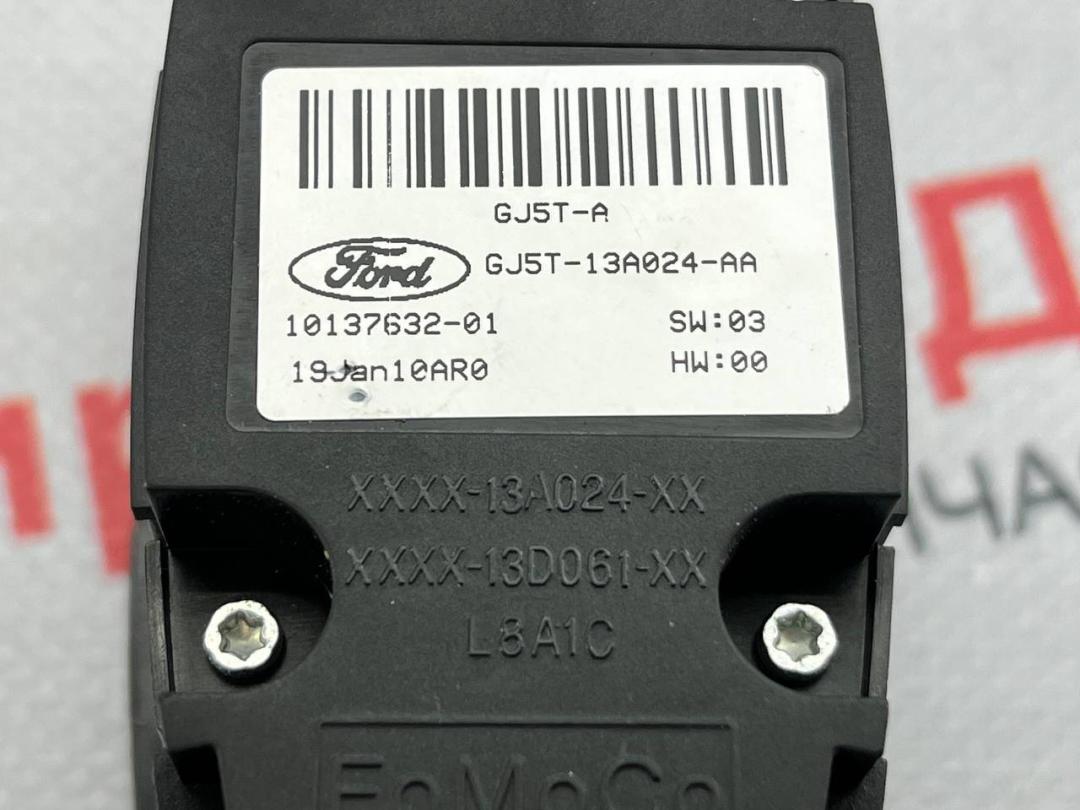 GJ5T-A
Ford GJ5T-13A024-AA
10137632-01 SW:03
19Jan10AR0 HW:00
XXXX-13A024-XX
XXXX-13D061-XX
L8A1C
FoMoCo